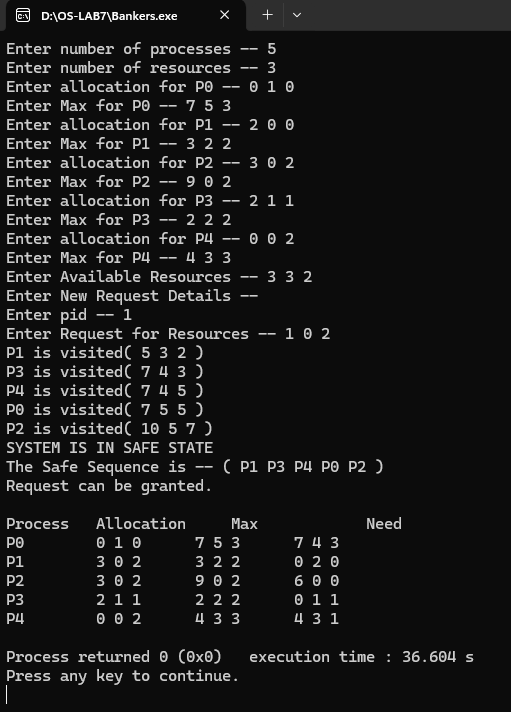 D:\OS-LAB7\Bankers.exe
Enter number of processes -- 5
Enter number of resources -- 3
Enter allocation for P0 -- 0 1 0
Enter Max for P0 -- 7 5 3
Enter allocation for P1 -- 2 0 0
Enter Max for P1 -- 3 2 2
Enter allocation for P2 -- 3 0 2
Enter Max for P2 -- 9 0 2
Enter allocation for P3 -- 2 1 1
Enter Max for P3 -- 2 2 2
Enter allocation for P4 -- 0 0 2
Enter Max for P4 -- 4 3 3
Enter Available Resources -- 3 3 2
Enter New Request Details --
Enter pid -- 1
Enter Request for Resources -- 1 0 2
P1 is visited( 5 3 2 )
P3 is visited( 7 4 3 )
P4 is visited( 7 4 5 )
P0 is visited( 7 5 5 )
P2 is visited( 10 5 7 )
SYSTEM IS IN SAFE STATE
The Safe Sequence is -- ( P1 P3 P4 P0 P2 )
Request can be granted.
Process Allocation Max Need
P0 0 1 0 7 5 3 7 4 3
P1 3 0 2 3 2 2 0 2 0
P2 3 0 2 9 0 2 6 0 0
P3 2 1 1 2 2 2 0 1 1
P4 0 0 2 4 3 3 4 3 1
Process returned 0 (0x0) execution time : 36.604 s
Press any key to continue.